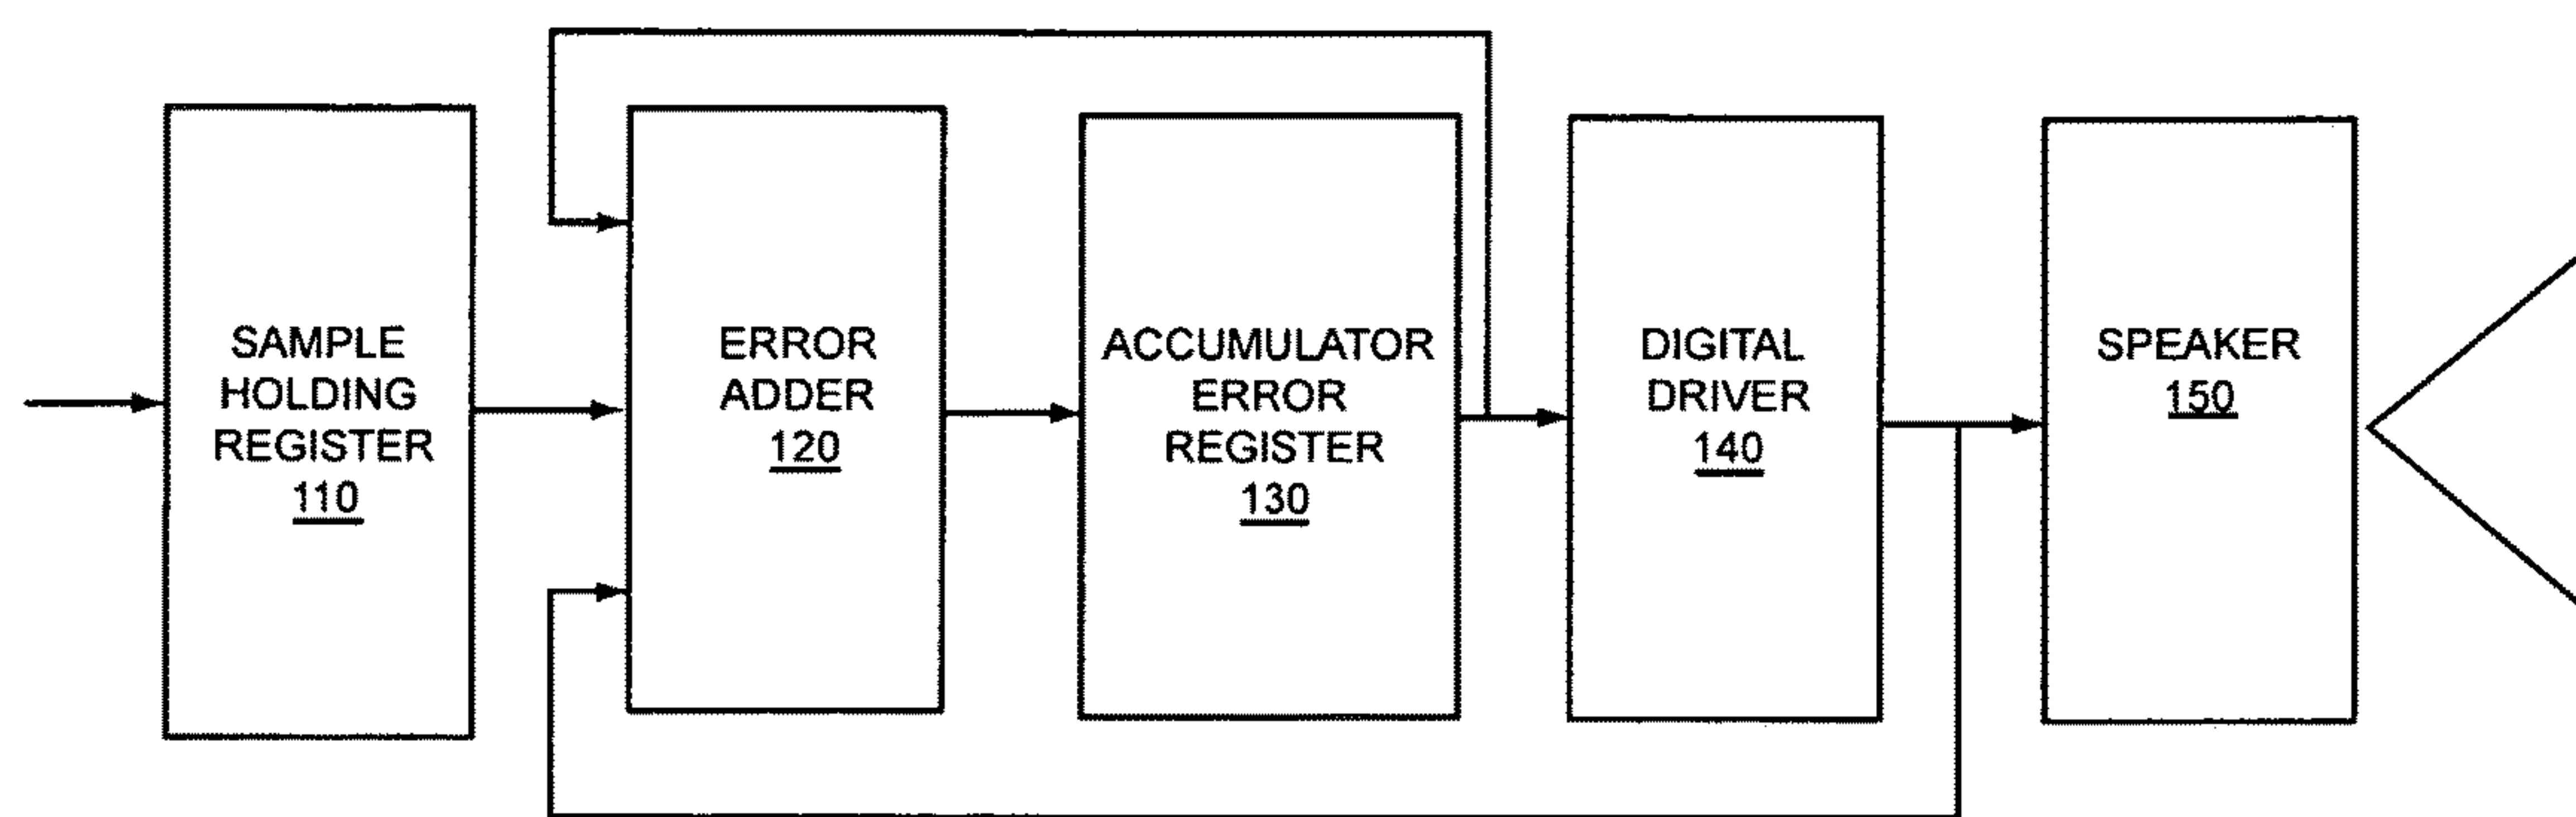 SAMPLE
HOLDING
REGISTER
110
ERROR
ADDER
120
ACCUMULATOR
ERROR
REGISTER
130
DIGITAL
DRIVER
140
SPEAKER
150